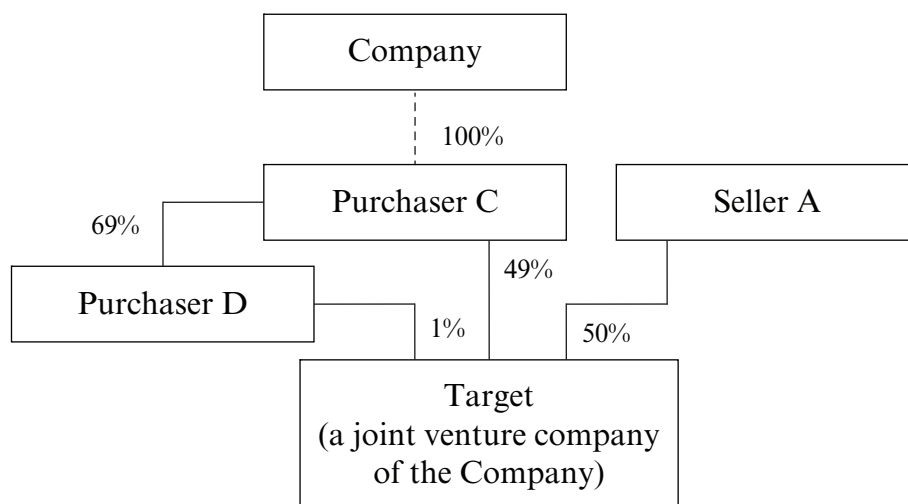 Company
100%
Purchaser C
Seller A
69%
49%
Purchaser D
1%
50%
Target
(a joint venture company
of the Company)